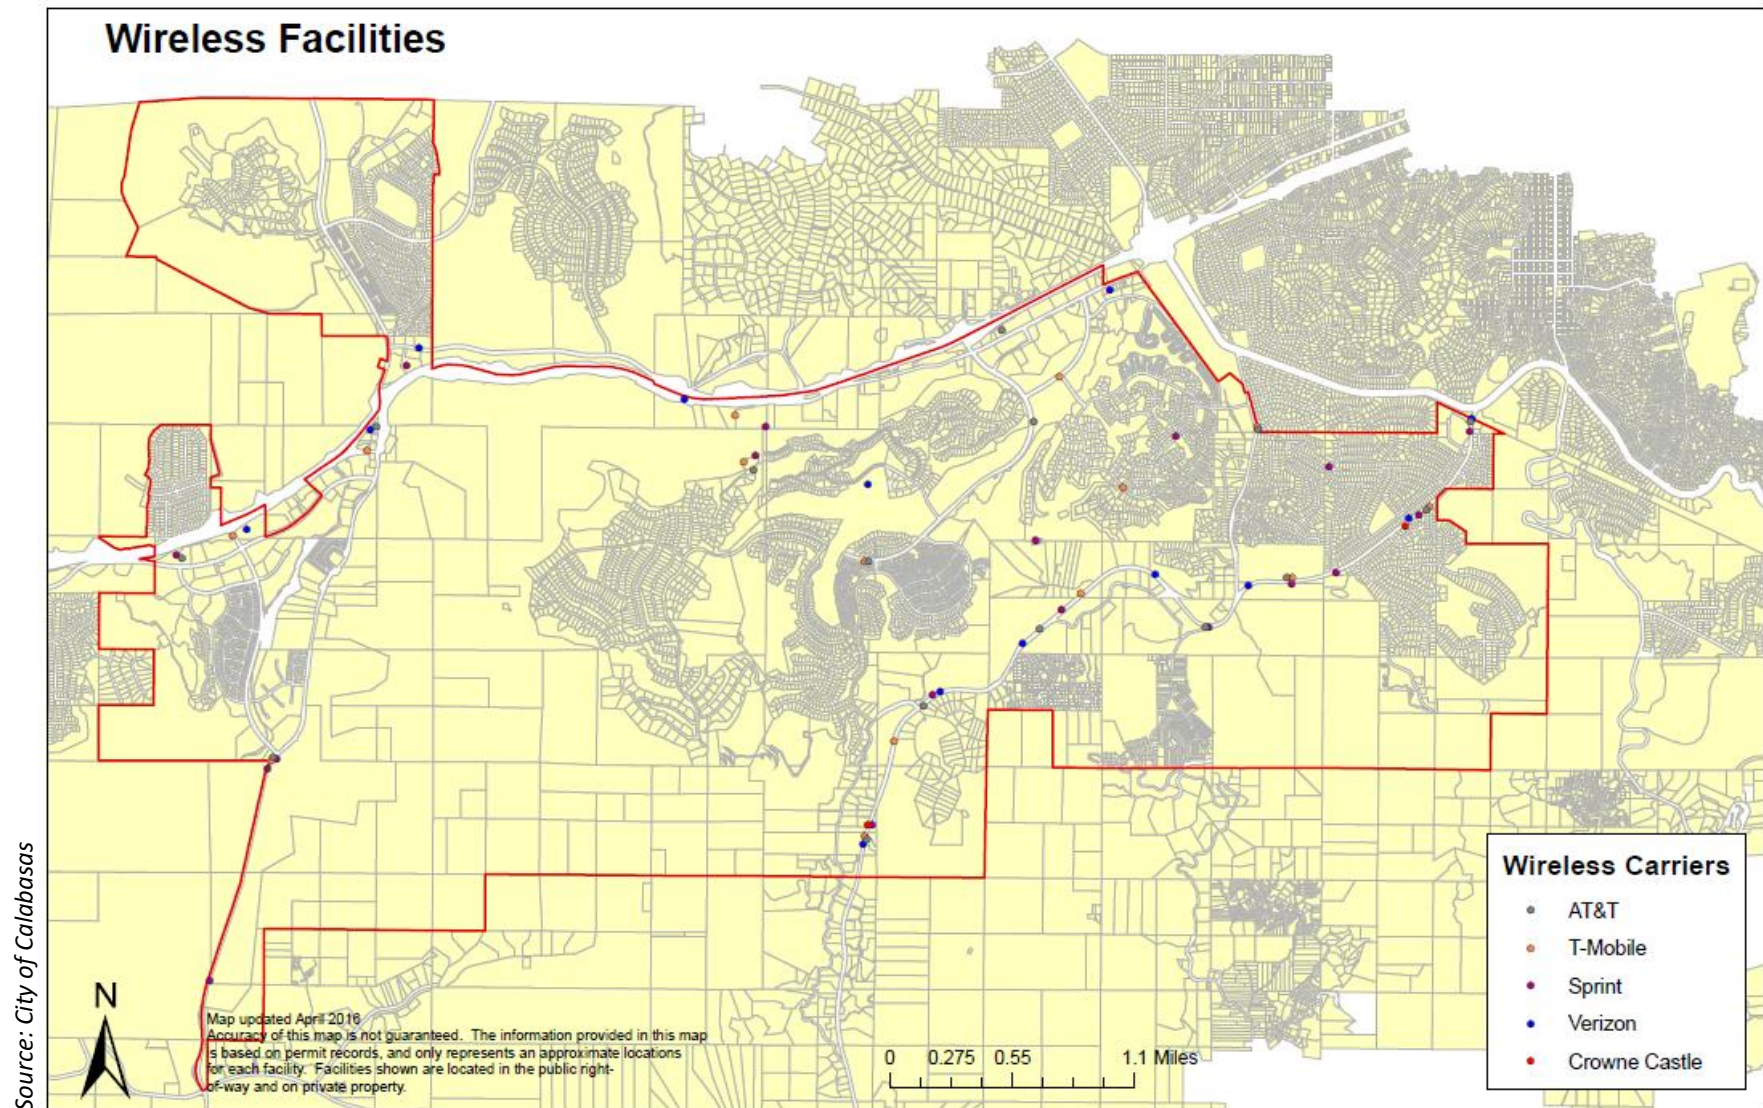 Wireless Facilities
Source: City of Calabasas
N
Map updated April 2016
Accuracy of this map is not guaranteed. The information provided in this map
is based on permit records, and only represents an approximate locations
for each facility. Facilities shown are located in the public right-
of-way and on private property.
0 0.275 0.55 1.1 Miles
Wireless Carriers
AT&T
T-Mobile
Sprint
Verizon
Crowne Castle